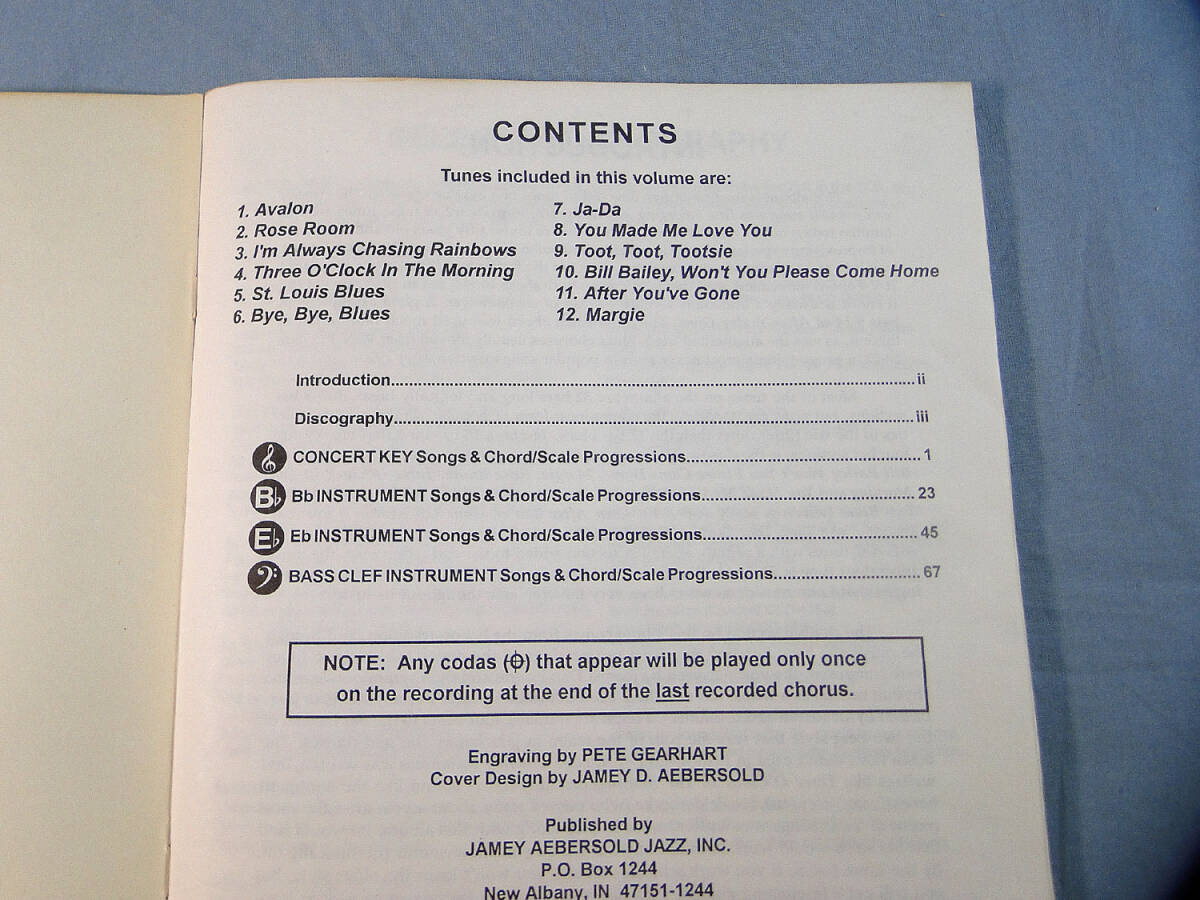 CONTENTS
Tunes included in this volume are:
1. Avalon
2. Rose Room
3. I'm Always Chasing Rainbows
4. Three O'Clock In The Morning
5. St. Louis Blues
6. Bye, Bye, Blues
7. Ja-Da
8. You Made Me Love You
9. Toot, Toot, Tootsie
10. Bill Bailey, Won't You Please Come Home
11. After You've Gone
12. Margie
Introduction....................ii
Discography....................iii
CONCERT KEY Songs & Chord/Scale Progressions....................1
B♭ Bb INSTRUMENT Songs & Chord/Scale Progressions....................23
E♭ Eb INSTRUMENT Songs & Chord/Scale Progressions....................45
BASS CLEF INSTRUMENT Songs & Chord/Scale Progressions....................67
NOTE: Any codas (𝄌) that appear will be played only once
on the recording at the end of the last recorded chorus.
Engraving by PETE GEARHART
Cover Design by JAMEY D. AEBERSOLD
Published by
JAMEY AEBERSOLD JAZZ, INC.
P.O. Box 1244
New Albany, IN 47151-1244